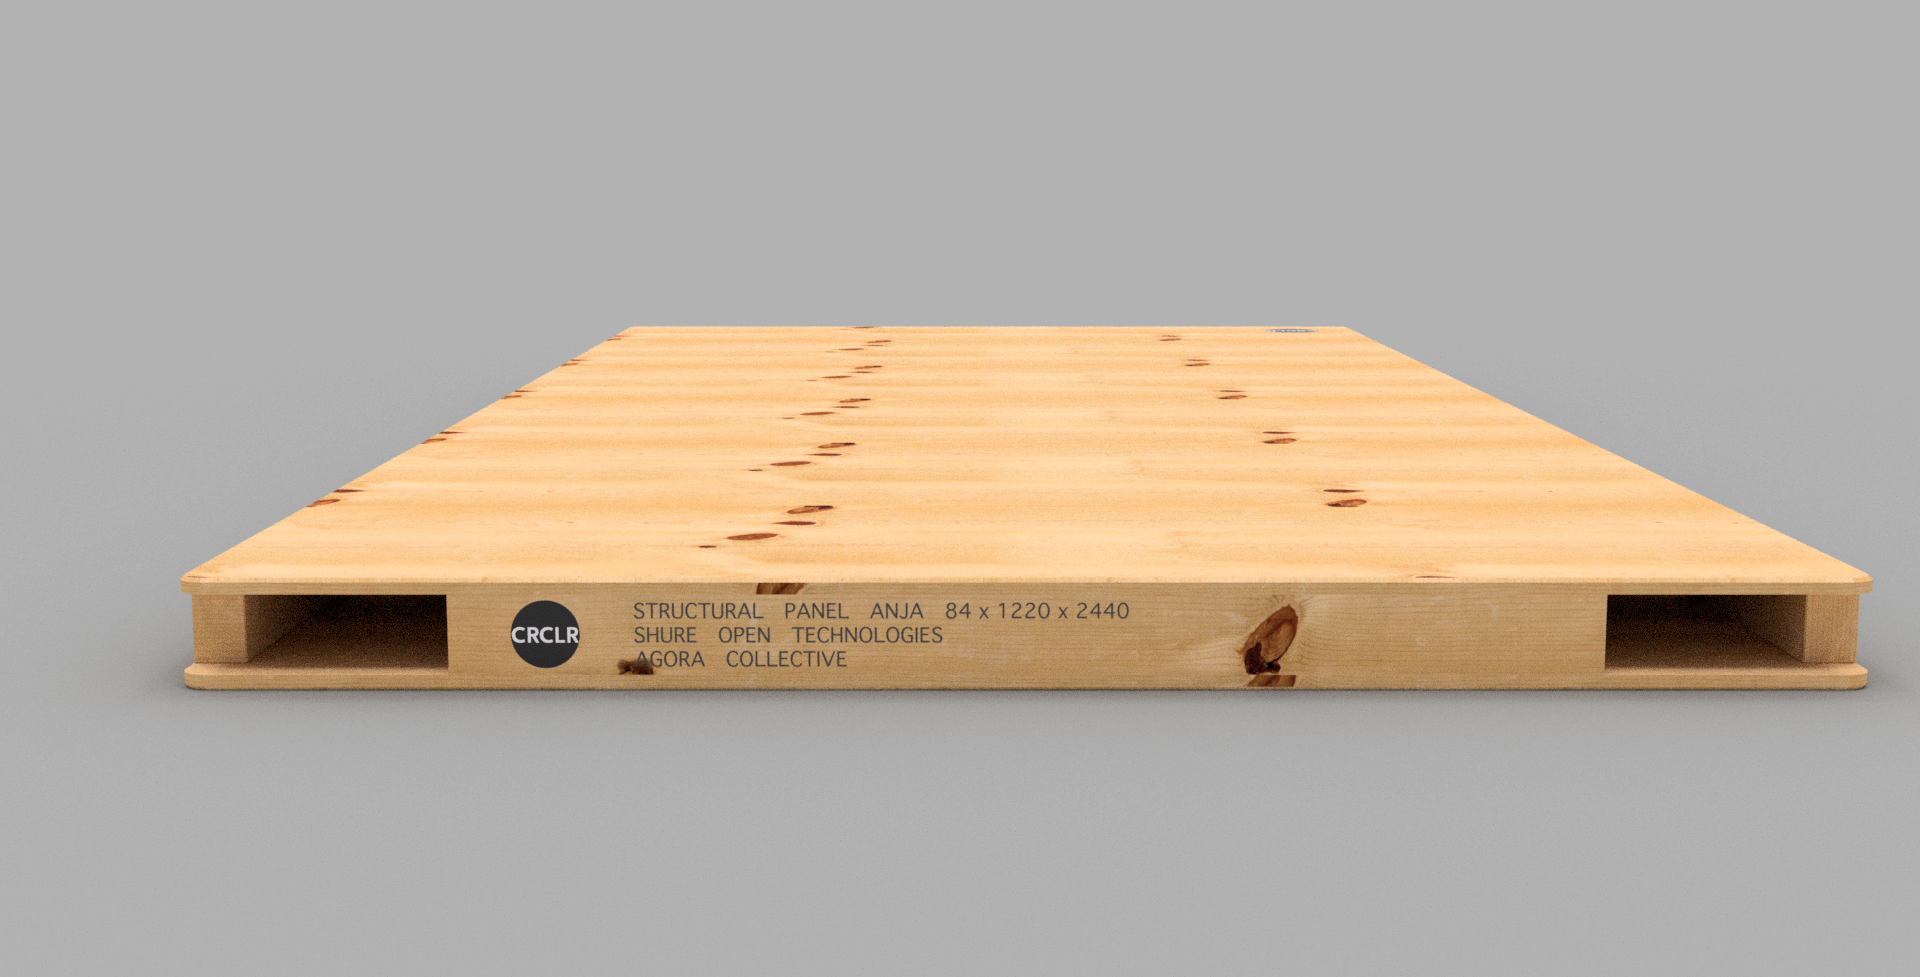 CRCLR
STRUCTURAL PANEL ANJA 84 x 1220 x 2440
SHURE OPEN TECHNOLOGIES
AGORA COLLECTIVE